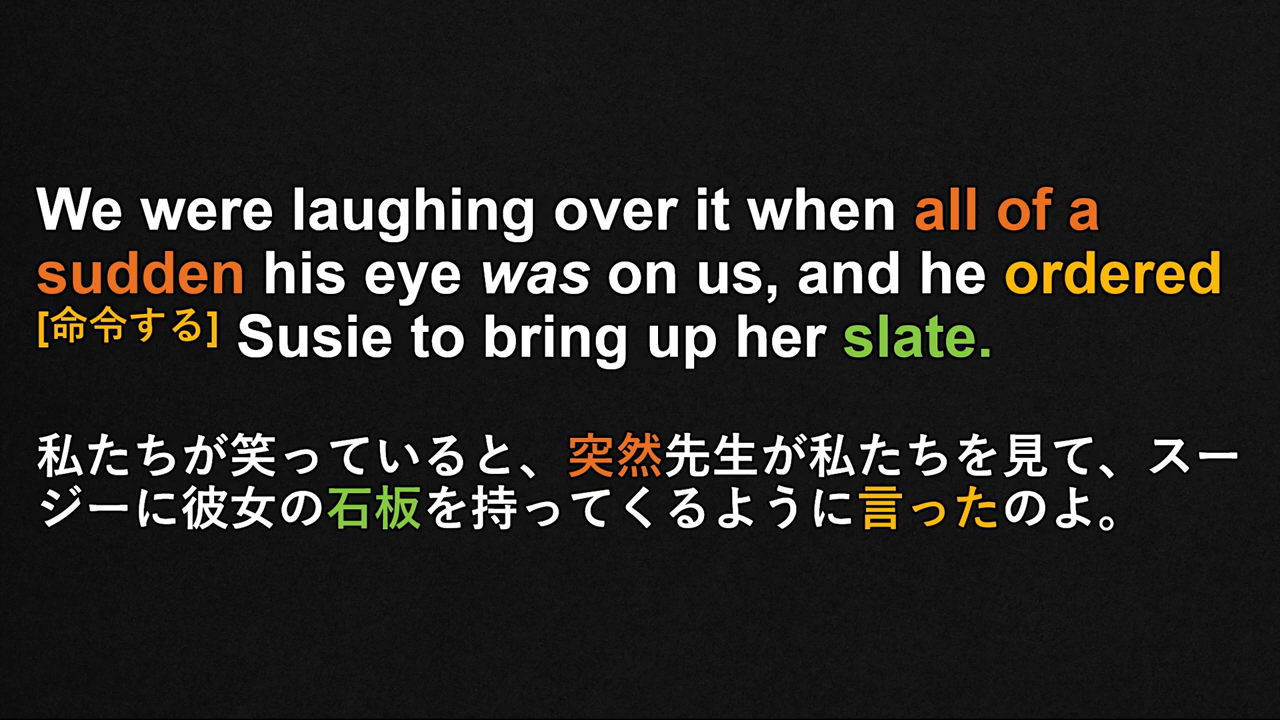 We were laughing over it when all of a
sudden his eye was on us, and he ordered
[命令する] Susie to bring up her slate.
私たちが笑っていると、突然先生が私たちを見て、スー
ジーに彼女の石板を持ってくるように言ったのよ。